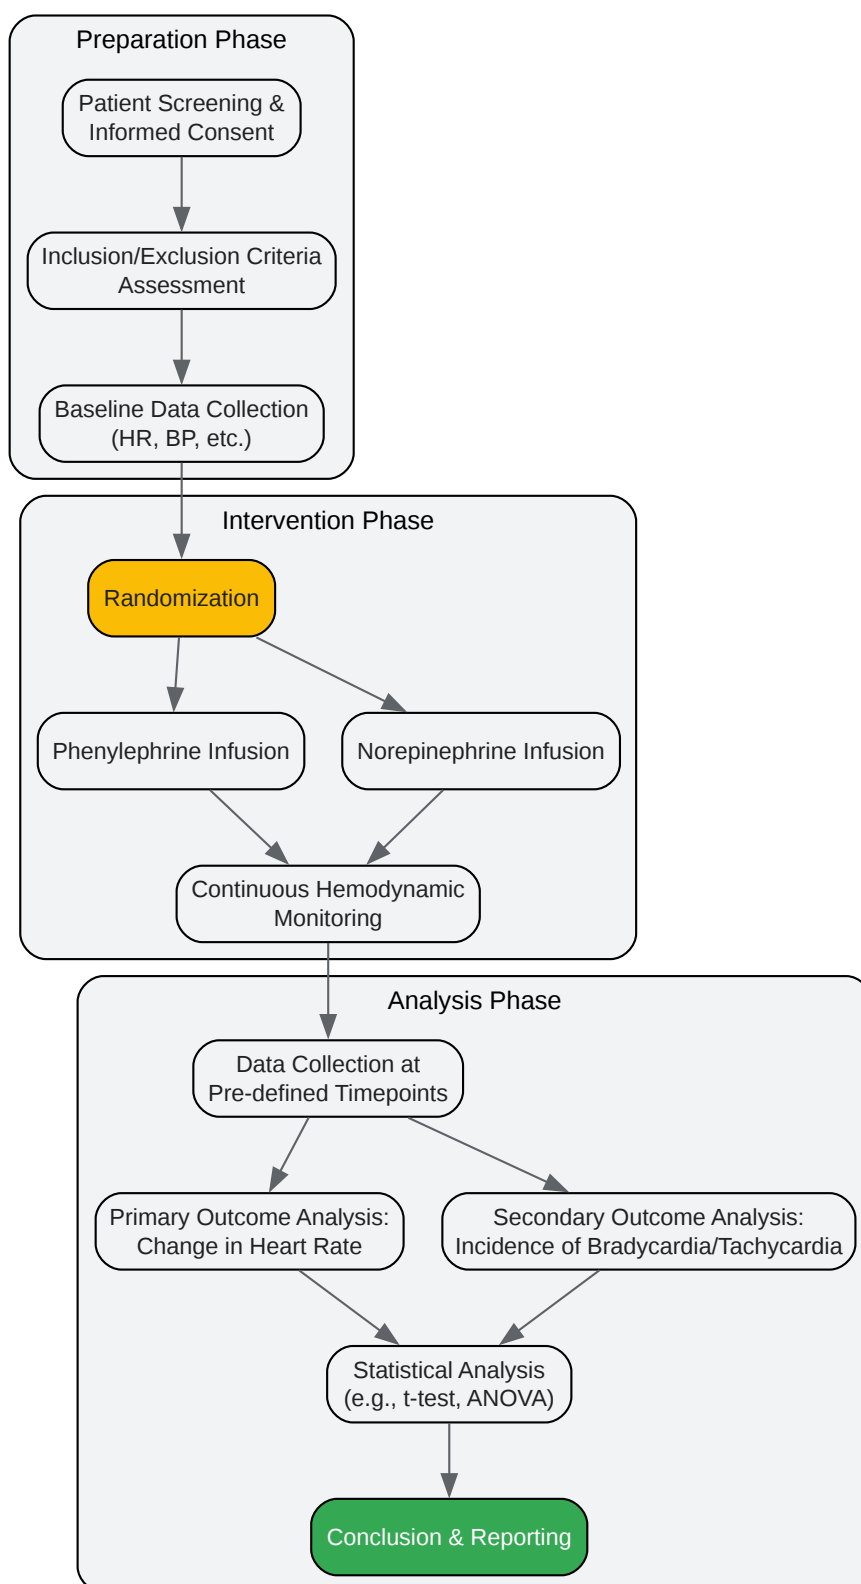 Preparation Phase
Patient Screening &
Informed Consent
Inclusion/Exclusion Criteria
Assessment
Baseline Data Collection
(HR, BP, etc.)
Intervention Phase
Randomization
Phenylephrine Infusion
Norepinephrine Infusion
Continuous Hemodynamic
Monitoring
Analysis Phase
Data Collection at
Pre-defined Timepoints
Primary Outcome Analysis:
Change in Heart Rate
Secondary Outcome Analysis:
Incidence of Bradycardia/Tachycardia
Statistical Analysis
(e.g., t-test, ANOVA)
Conclusion & Reporting